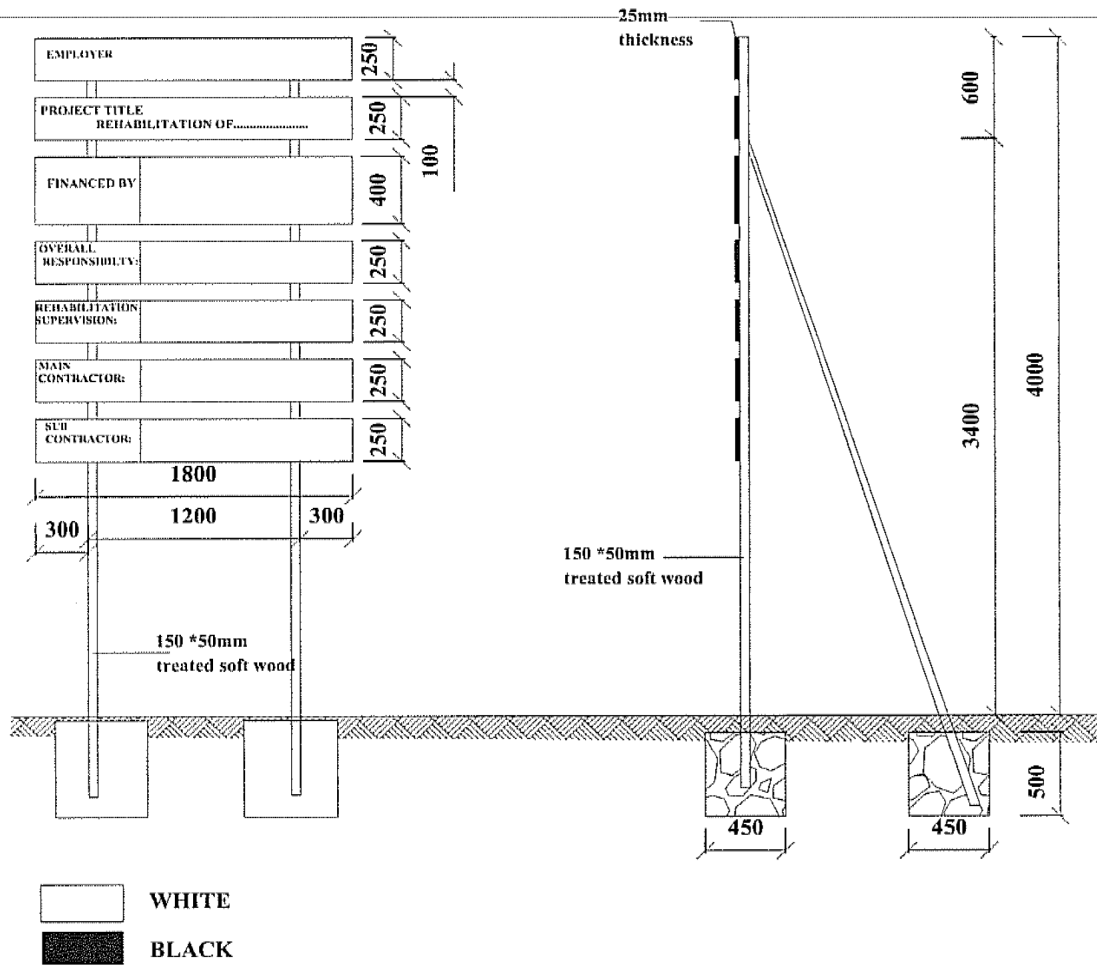 EMPLOYER
PROJECT TITLE
REHABILITATION OF......................
FINANCED BY
OVERALL
RESPONSIBILTY:
REHABILITATION
SUPERVISION:
MAIN
CONTRACTOR:
SUB
CONTRACTOR:
250
250
100
400
250
250
250
250
1800
300
1200
300
150 *50mm
treated soft wood
25mm
thickness
600
3400
4000
150 *50mm
treated soft wood
500
450
450
WHITE
BLACK